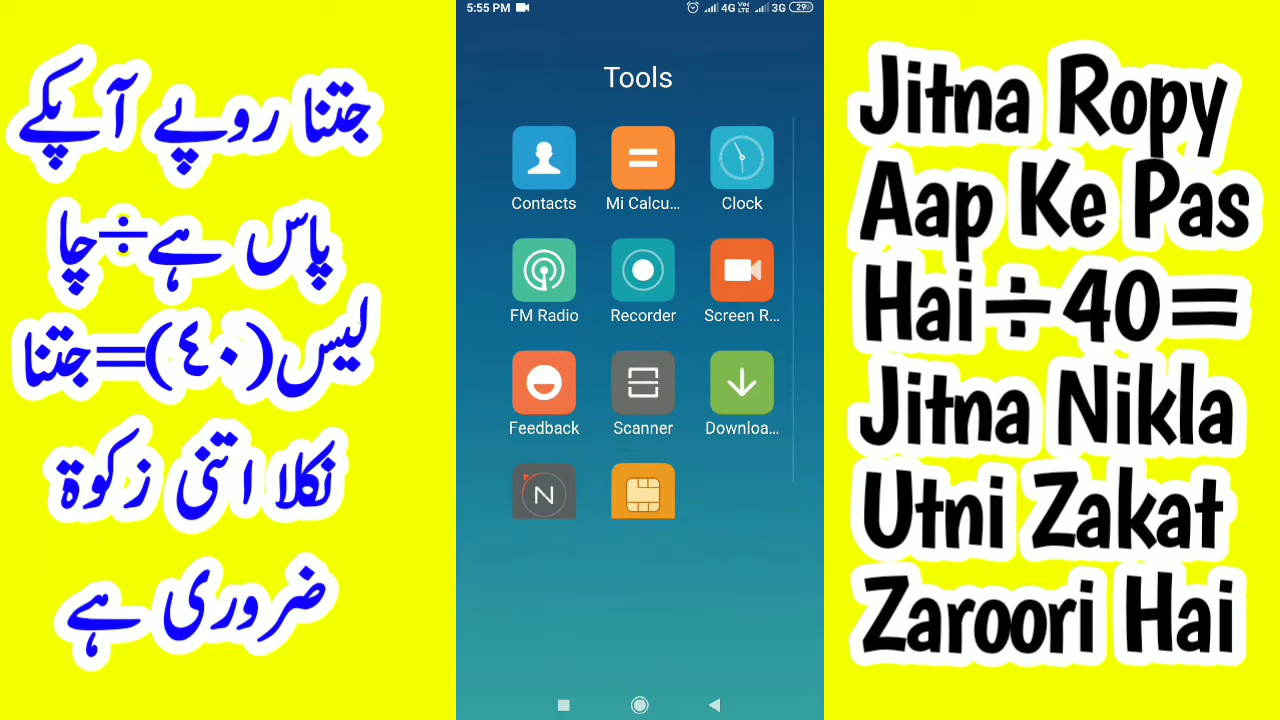 جتنا روپے آپکے
پاس ہے÷چا
لیس(٤٠)=جتنا
نکلا اتنی زکوۃ
ضروری ہے
5:55 PM
4G VoLTE 3G 29
Tools
Contacts Mi Calcu... Clock
FM Radio Recorder Screen R...
Feedback Scanner Downloa...
N
Jitna Ropy
Aap Ke Pas
Hai÷40=
Jitna Nikla
Utni Zakat
Zaroori Hai